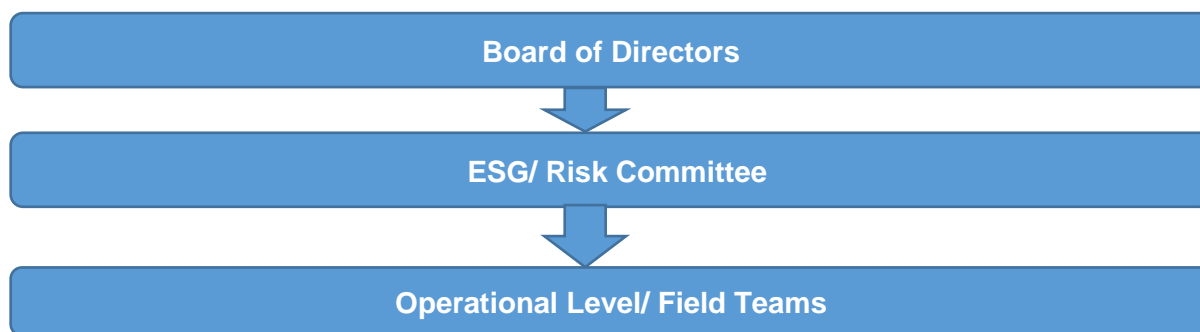 Board of Directors
ESG/ Risk Committee
Operational Level/ Field Teams